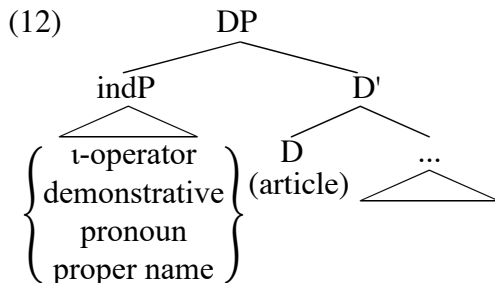 (12) DP
indP D'
ι-operator D ...
demonstrative (article)
pronoun
proper name